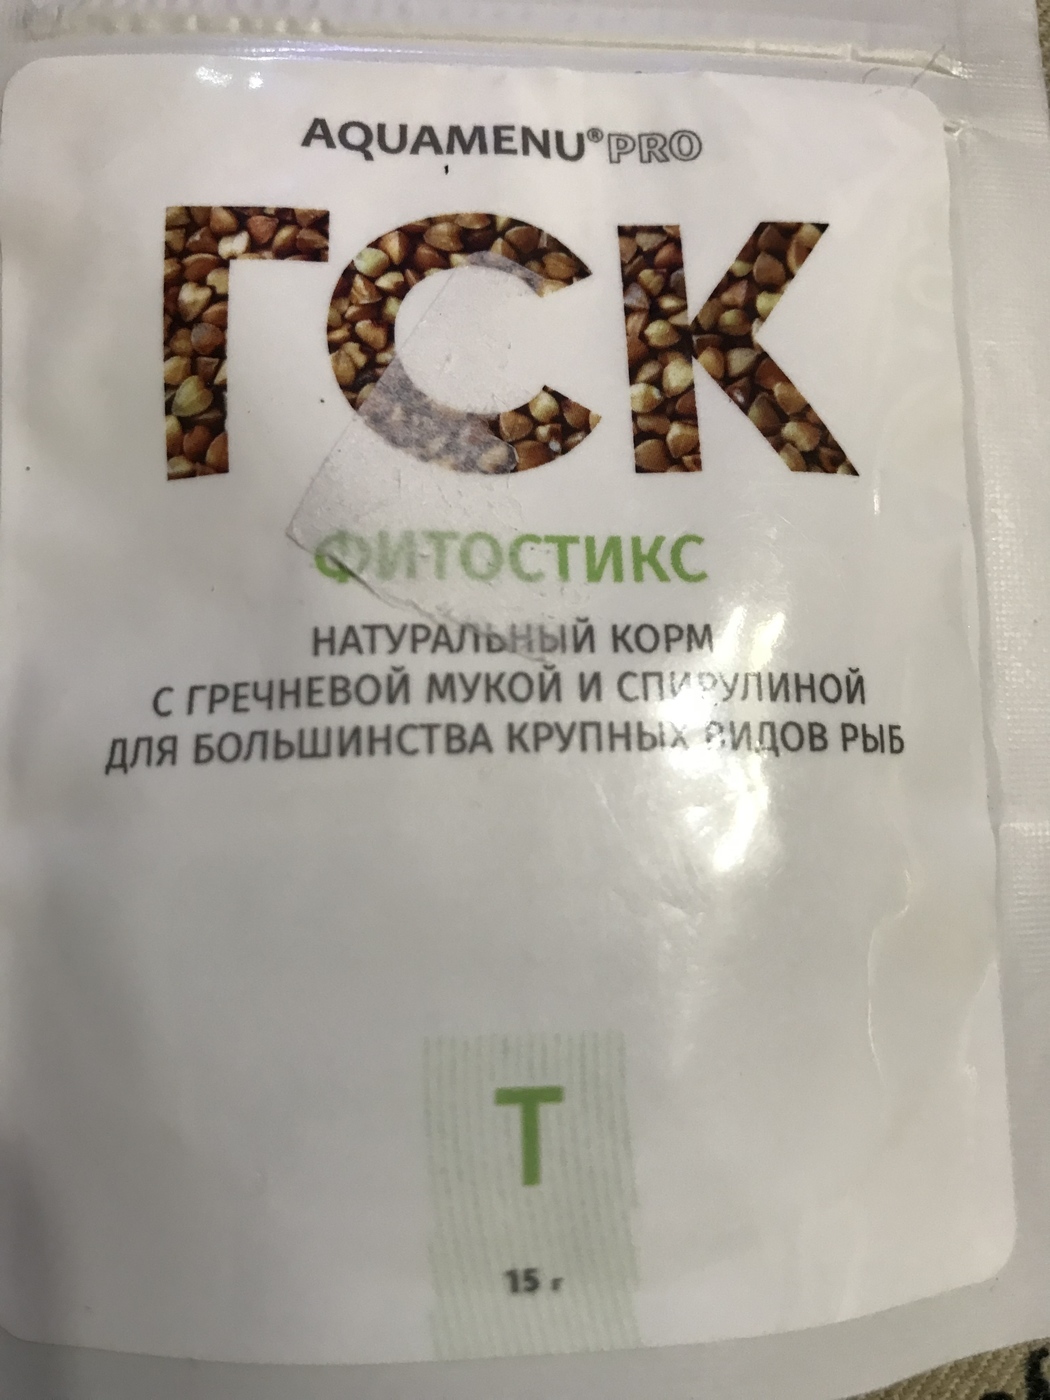 AQUAMENU®PRO
ГСК
ФИТОСТИКС
НАТУРАЛЬНЫЙ КОРМ
С ГРЕЧНЕВОЙ МУКОЙ И СПИРУЛИНОЙ
ДЛЯ БОЛЬШИНСТВА КРУПНЫХ ВИДОВ РЫБ
Т
15 г